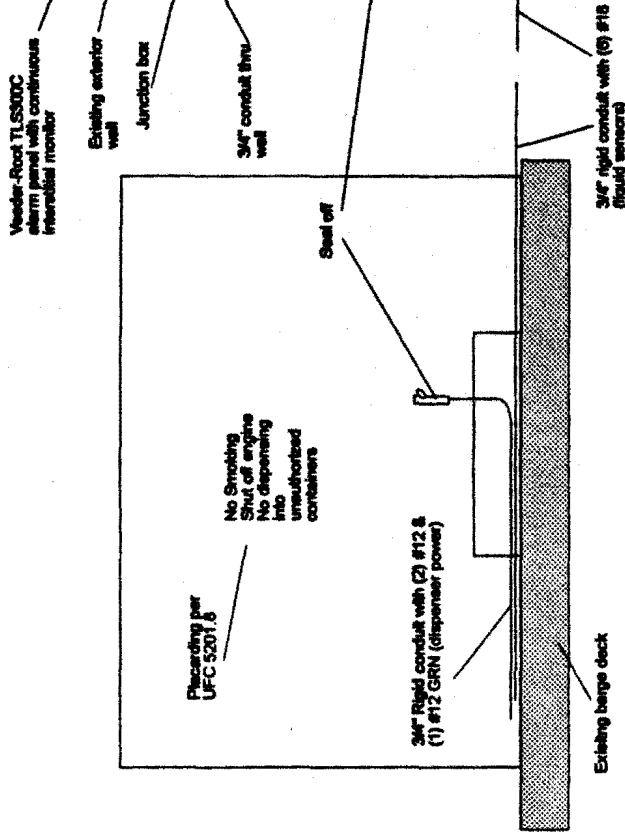 Veeder-Root TLS300C
alarm panel with continuous
interstitial monitor
Existing exterior
wall
Junction box
3/4" conduit thru
wall
Seal off
No Smoking
Shut off engine
No dispensing
into
unauthorized
containers
Placarding per
UFC 5201.8
3/4" Rigid conduit with (2) #12 &
(1) #12 GRN (dispenser power)
Existing barge deck
3/4" rigid conduit with (6) #18
(liquid sensors)